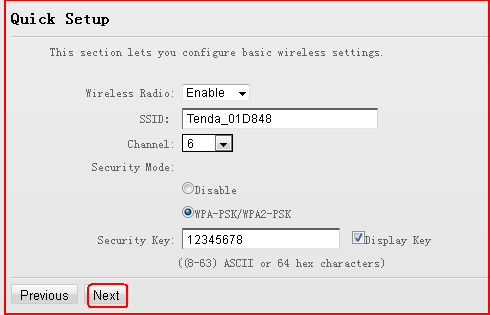 Quick Setup
This section lets you configure basic wireless settings.
Wireless Radio: Enable
SSID: Tenda_01D848
Channel: 6
Security Mode:
Disable
WPA-PSK/WPA2-PSK
Security Key: 12345678 Display Key
((8-63) ASCII or 64 hex characters)
Previous Next